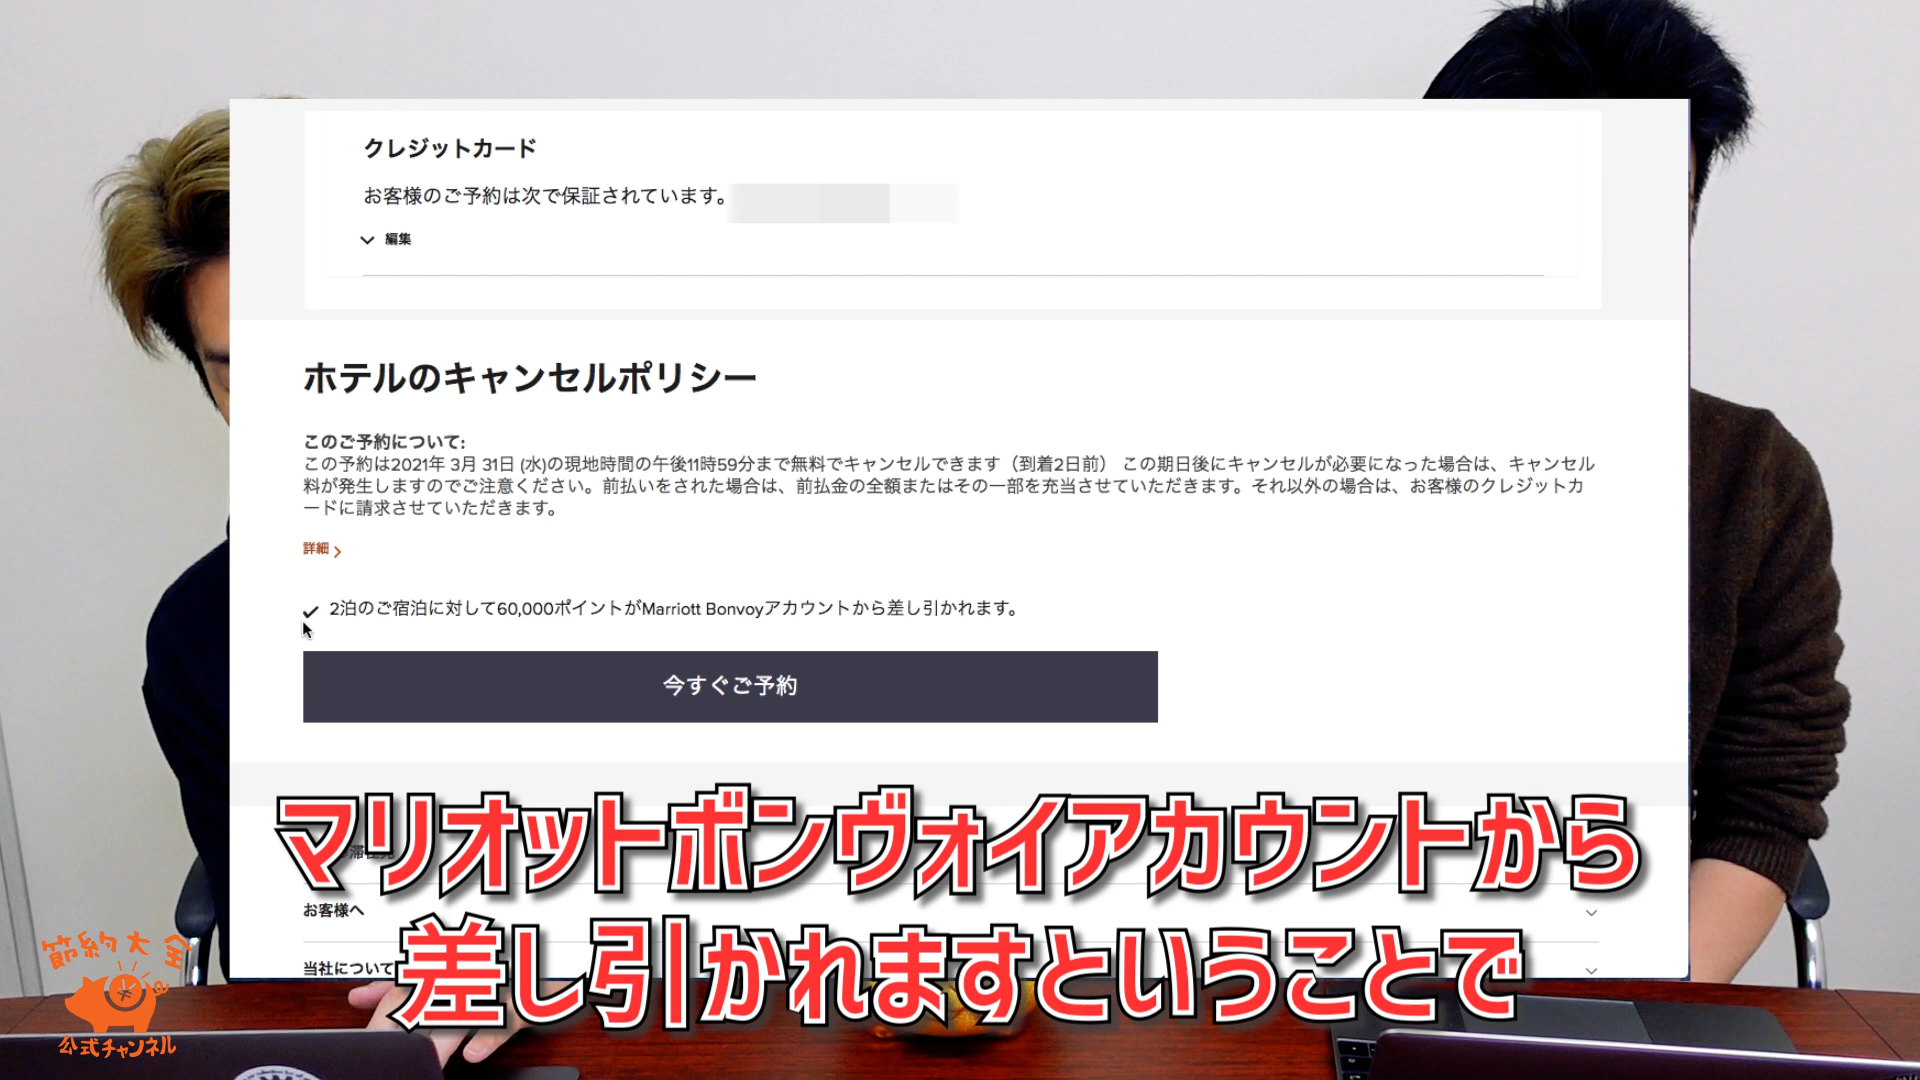 クレジットカード
お客様のご予約は次で保証されています。
編集
ホテルのキャンセルポリシー
このご予約について:
この予約は2021年 3月 31日 (水)の現地時間の午後11時59分まで無料でキャンセルできます（到着2日前） この期日後にキャンセルが必要になった場合は、キャンセル
料が発生しますのでご注意ください。前払いをされた場合は、前払金の全額またはその一部を充当させていただきます。それ以外の場合は、お客様のクレジットカ
ードに請求させていただきます。
詳細
2泊のご宿泊に対して60,000ポイントがMarriott Bonvoyアカウントから差し引かれます。
今すぐご予約
マリオットボンヴォイアカウントから
お客様へ
差し引かれますということで
当社について
節約大全
公式チャンネル